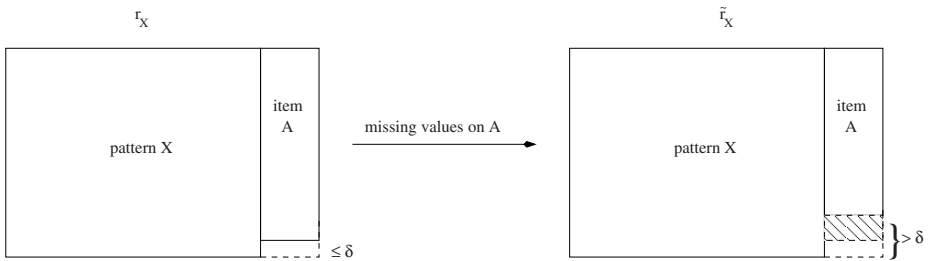 r_X
r̃_X
item
A
pattern X
≤ δ
missing values on A
item
A
pattern X
> δ